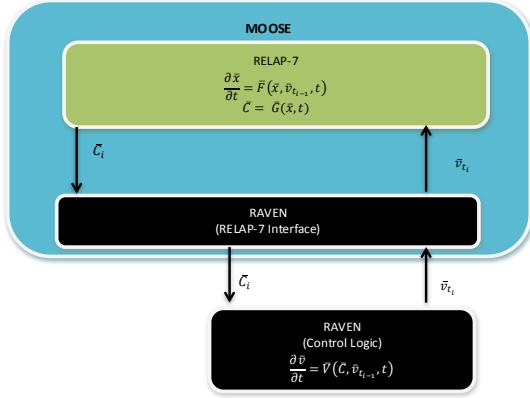 MOOSE
RELAP-7
∂x̄/∂t = F̄(x̄, v̄_{t_{i-1}}, t)
C̄ = Ḡ(x̄, t)
C̄_i
v̄_{t_i}
RAVEN
(RELAP-7 Interface)
C̄_i
v̄_{t_i}
RAVEN
(Control Logic)
∂v̄/∂t = V̄(C̄, v̄_{t_{i-1}}, t)